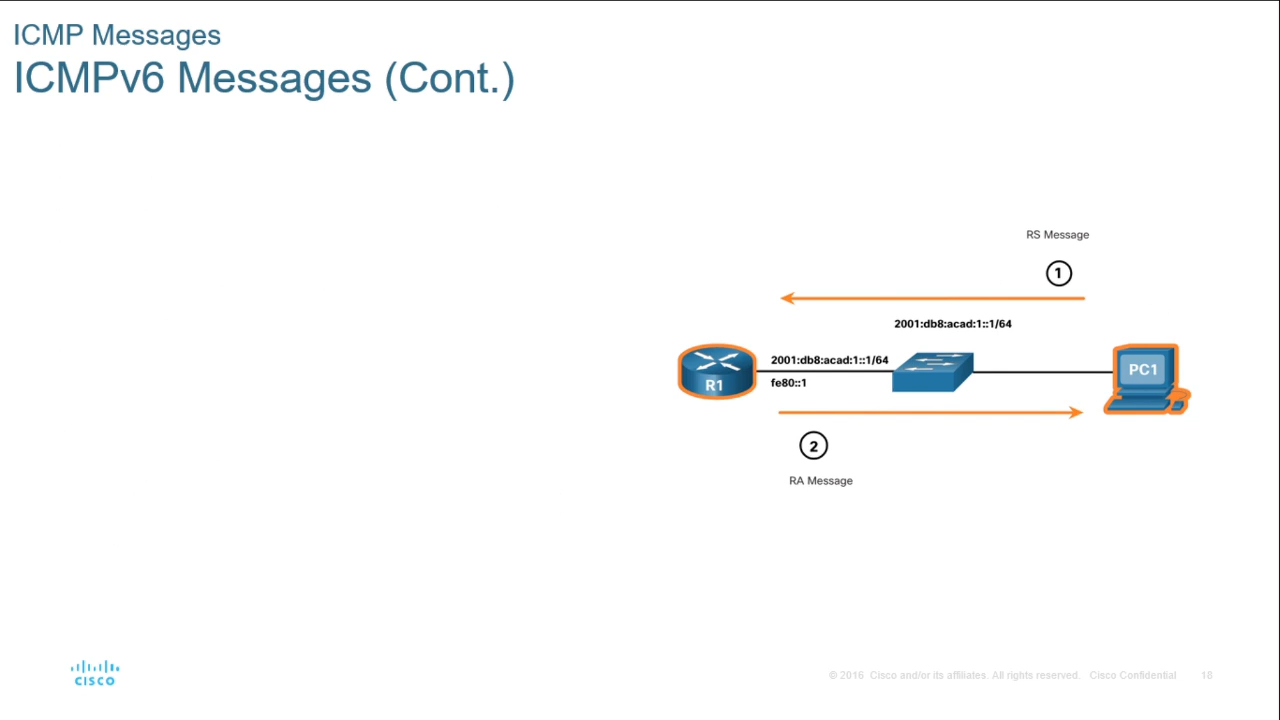 ICMP Messages
ICMPv6 Messages (Cont.)
RS Message
1
2001:db8:acad:1::1/64
2001:db8:acad:1::1/64
R1
fe80::1
PC1
2
RA Message
CISCO
© 2016 Cisco and/or its affiliates. All rights reserved. Cisco Confidential 18